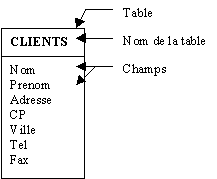 Table
CLIENTS
Nom de la table
Nom
Champs
Prenom
Adresse
CP
Ville
Tel
Fax